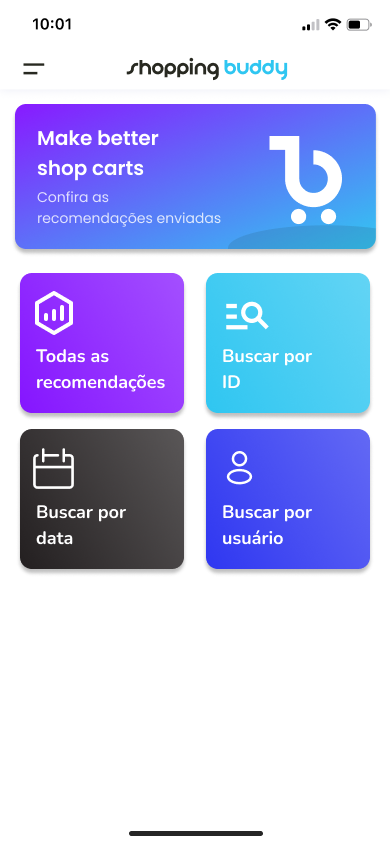 10:01
shopping buddy
Make better
shop carts
Confira as
recomendações enviadas
Todas as
recomendações
Buscar por
ID
Buscar por
data
Buscar por
usuário